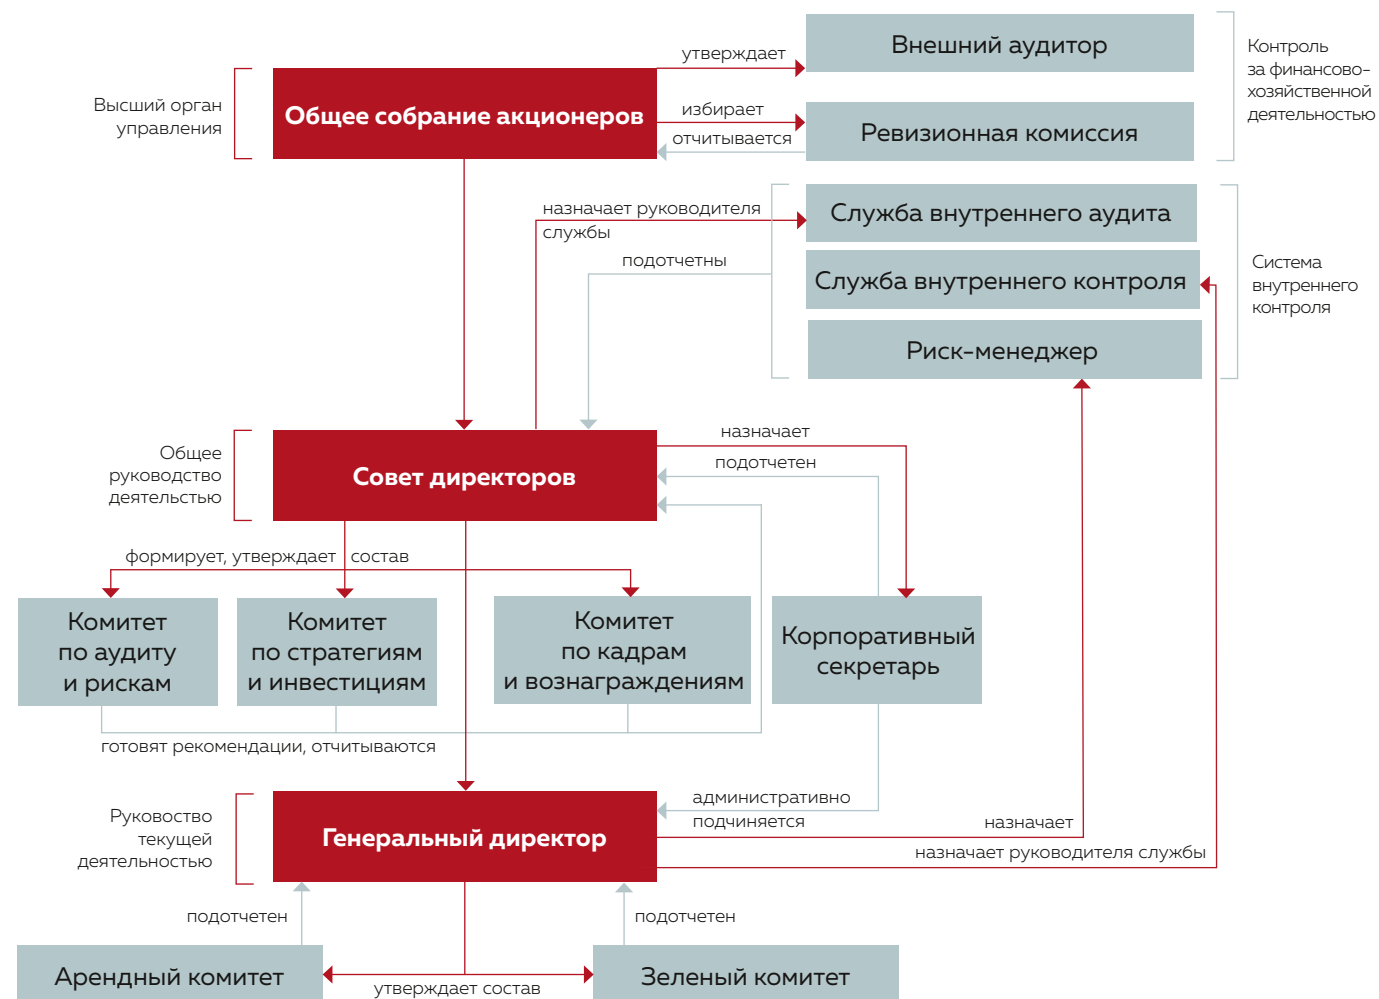 утверждает
Внешний аудитор
Контроль
за финансово-
хозяйственной
деятельностью
Высший орган
управления
Общее собрание акционеров
избирает
отчитывается
Ревизионная комиссия
назначает руководителя
службы
Служба внутреннего аудита
подотчетны
Служба внутреннего контроля
Система
внутреннего
контроля
Риск-менеджер
Общее
руководство
деятелстью
Совет директоров
назначает
подотчетен
формирует, утверждает состав
Комитет
по аудиту
и рискам
Комитет
по стратегиям
и инвестициям
Комитет
по кадрам
и вознаграждениям
Корпоративный
секретарь
готовят рекомендации, отчитываются
Руковоство
текущей
деятельностью
Генеральный директор
административно
подчиняется
назначает
назначает руководителя службы
подотчетен
подотчетен
Арендный комитет
утверждает состав
Зеленый комитет